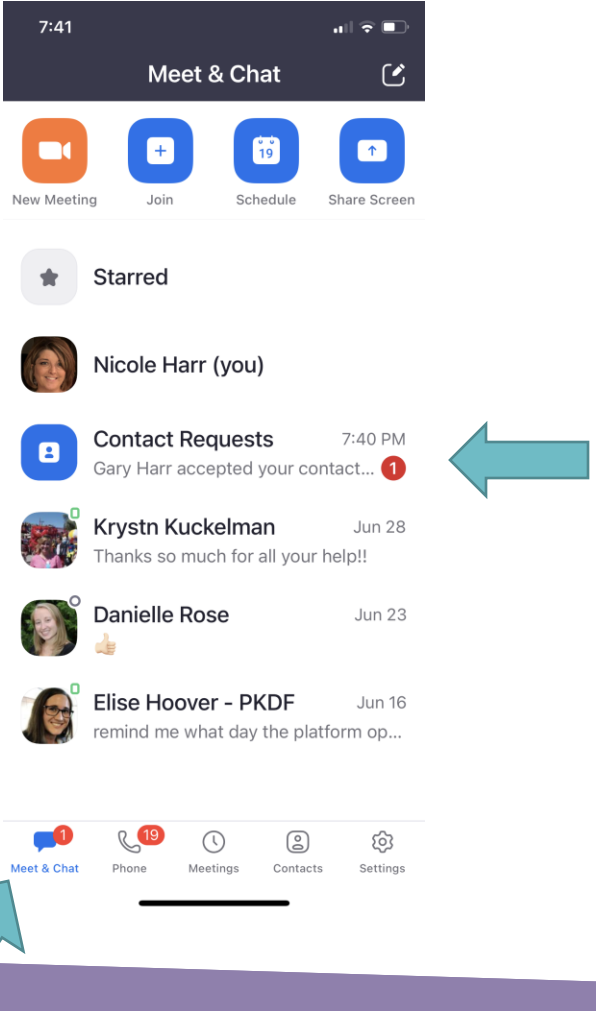 7:41
Meet & Chat
19
New Meeting Join Schedule Share Screen
Starred
Nicole Harr (you)
Contact Requests 7:40 PM
Gary Harr accepted your contact... 1
Krystn Kuckelman Jun 28
Thanks so much for all your help!!
Danielle Rose Jun 23
Elise Hoover - PKDF Jun 16
remind me what day the platform op...
1 19
Meet & Chat Phone Meetings Contacts Settings